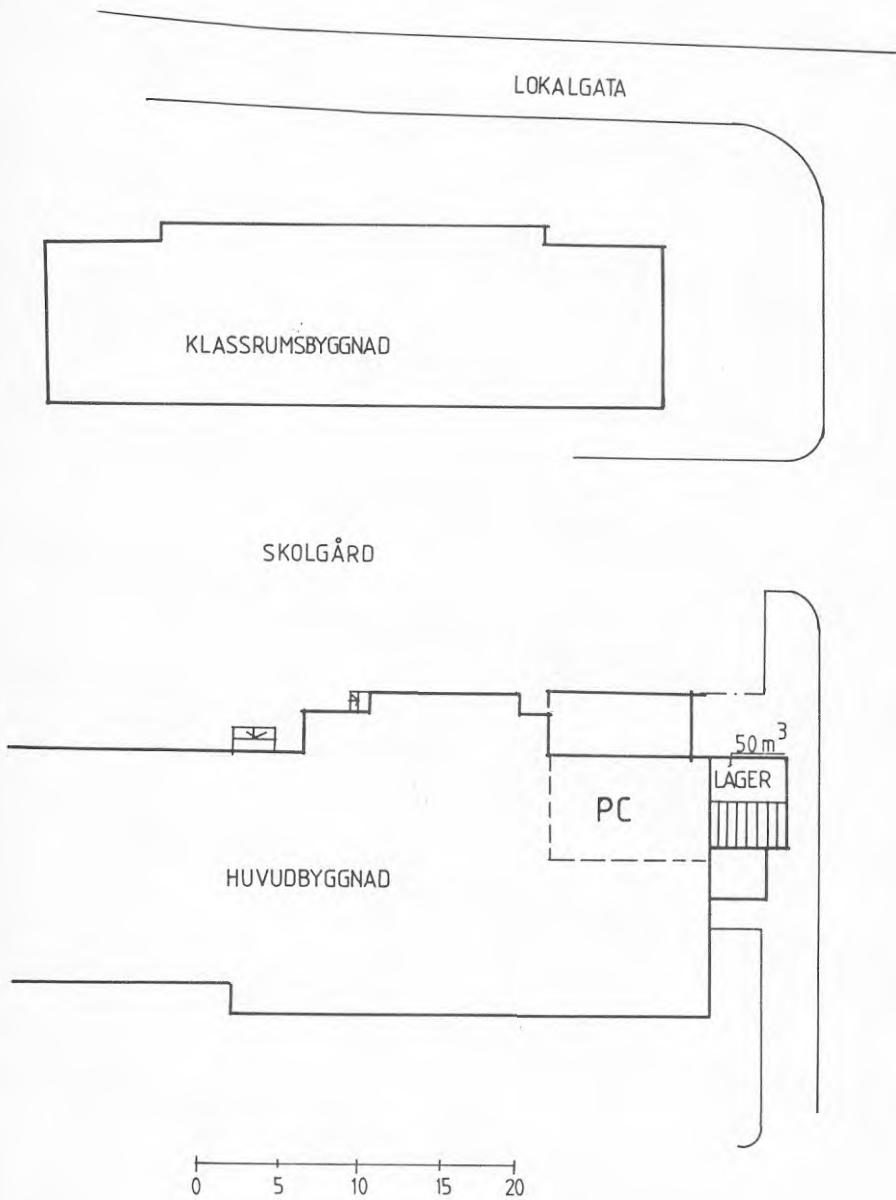 LOKALGATA
KLASSRUMSBYGGNAD
SKOLGÅRD
50 m³
LAGER
PC
HUVUDBYGGNAD
0 5 10 15 20